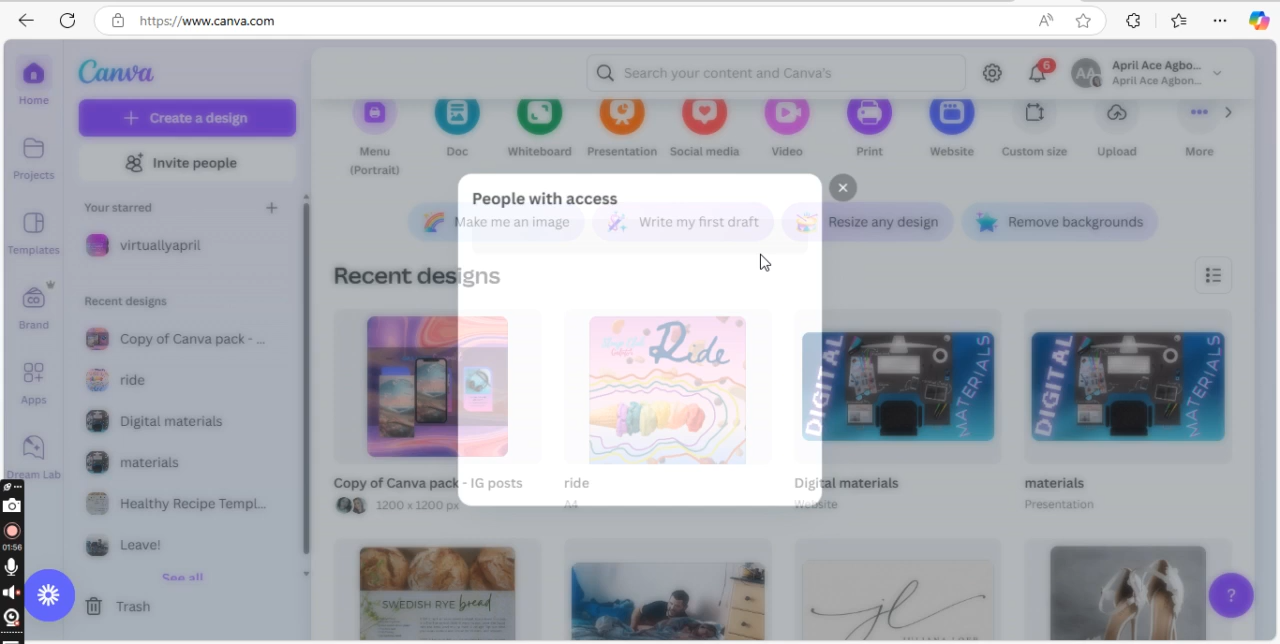 https://www.canva.com
Canva
Search your content and Canva's
6
AA
April Ace Agbo...
April Ace Agbon...
Home
Create a design
Invite people
Projects
Your starred
virtuallyapril
Templates
Recent designs
Brand
Copy of Canva pack - ...
ride
Apps
Digital materials
materials
Dream Lab
Healthy Recipe Templ...
Leave!
See all
Trash
01:56
Menu
(Portrait)
Doc
Whiteboard
Presentation
Social media
Video
Print
Website
Custom size
Upload
More
People with access
Make me an image
Write my first draft
Resize any design
Remove backgrounds
Recent designs
Ride
DIGITAL
MATERIALS
DIGITAL
MATERIALS
Copy of Canva pack - IG posts
1200 x 1200 px
ride
A4
Digital materials
Website
materials
Presentation
SWEDISH RYE bread
jl
?